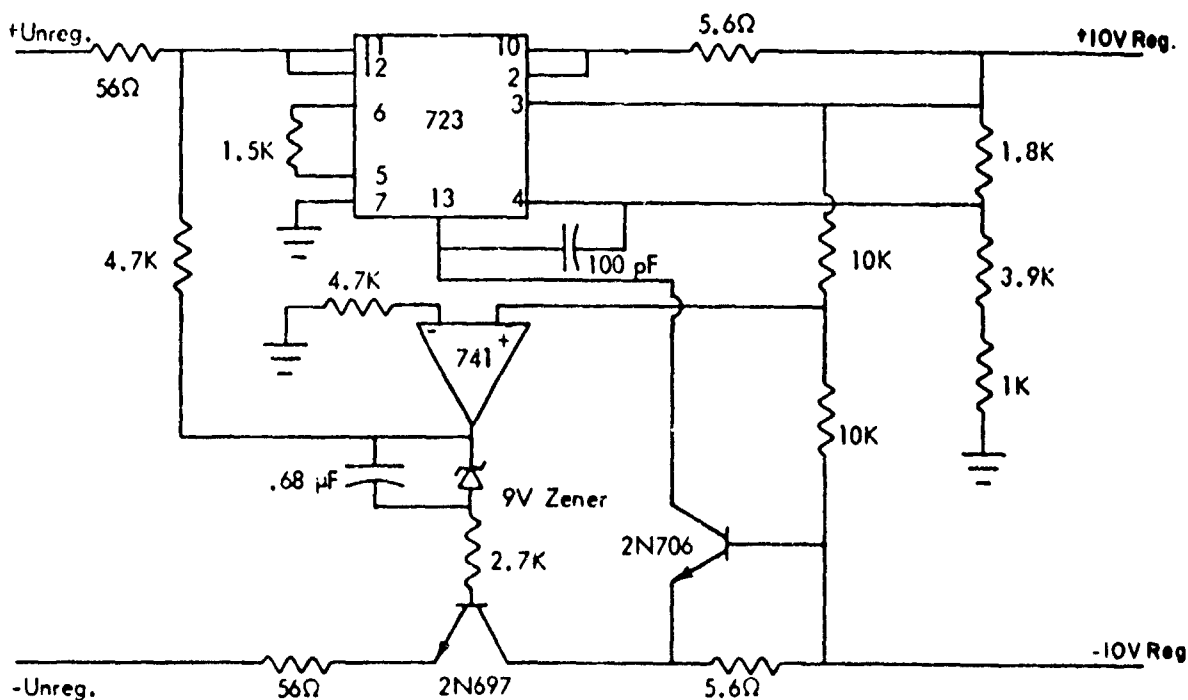 +Unreg.
56Ω
11
12
10
2
5.6Ω
+10V Reg.
6
723
3
1.5K
1.8K
5
7
13
4
4.7K
100 pF
10K
3.9K
4.7K
- +
741
1K
10K
.68 µF
9V Zener
2N706
2.7K
-Unreg.
56Ω
2N697
5.6Ω
-10V Reg